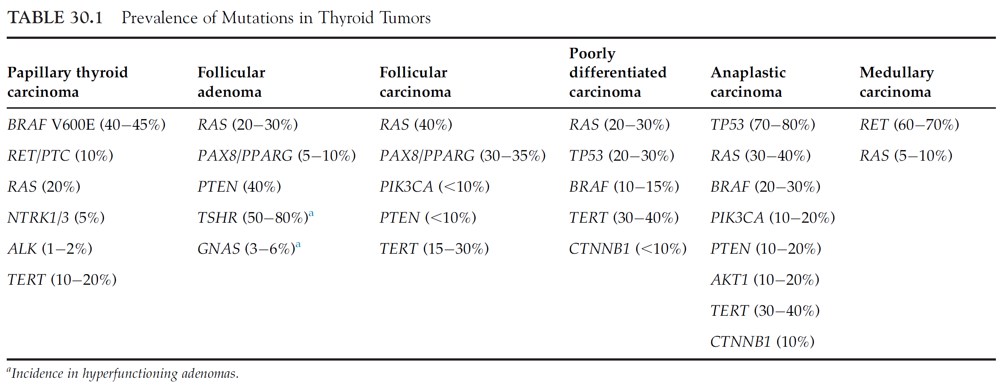 TABLE 30.1 Prevalence of Mutations in Thyroid Tumors
Papillary thyroid carcinoma	Follicular adenoma	Follicular carcinoma	Poorly differentiated carcinoma	Anaplastic carcinoma	Medullary carcinoma
BRAF V600E (40–45%)	RAS (20–30%)	RAS (40%)	RAS (20–30%)	TP53 (70–80%)	RET (60–70%)
RET/PTC (10%)	PAX8/PPARG (5–10%)	PAX8/PPARG (30–35%)	TP53 (20–30%)	RAS (30–40%)	RAS (5–10%)
RAS (20%)	PTEN (40%)	PIK3CA (<10%)	BRAF (10–15%)	BRAF (20–30%)
NTRK1/3 (5%)	TSHR (50–80%)a	PTEN (<10%)	TERT (30–40%)	PIK3CA (10–20%)
ALK (1–2%)	GNAS (3–6%)a	TERT (15–30%)	CTNNB1 (<10%)	PTEN (10–20%)
TERT (10–20%)	AKT1 (10–20%)
TERT (30–40%)
CTNNB1 (10%)
aIncidence in hyperfunctioning adenomas.